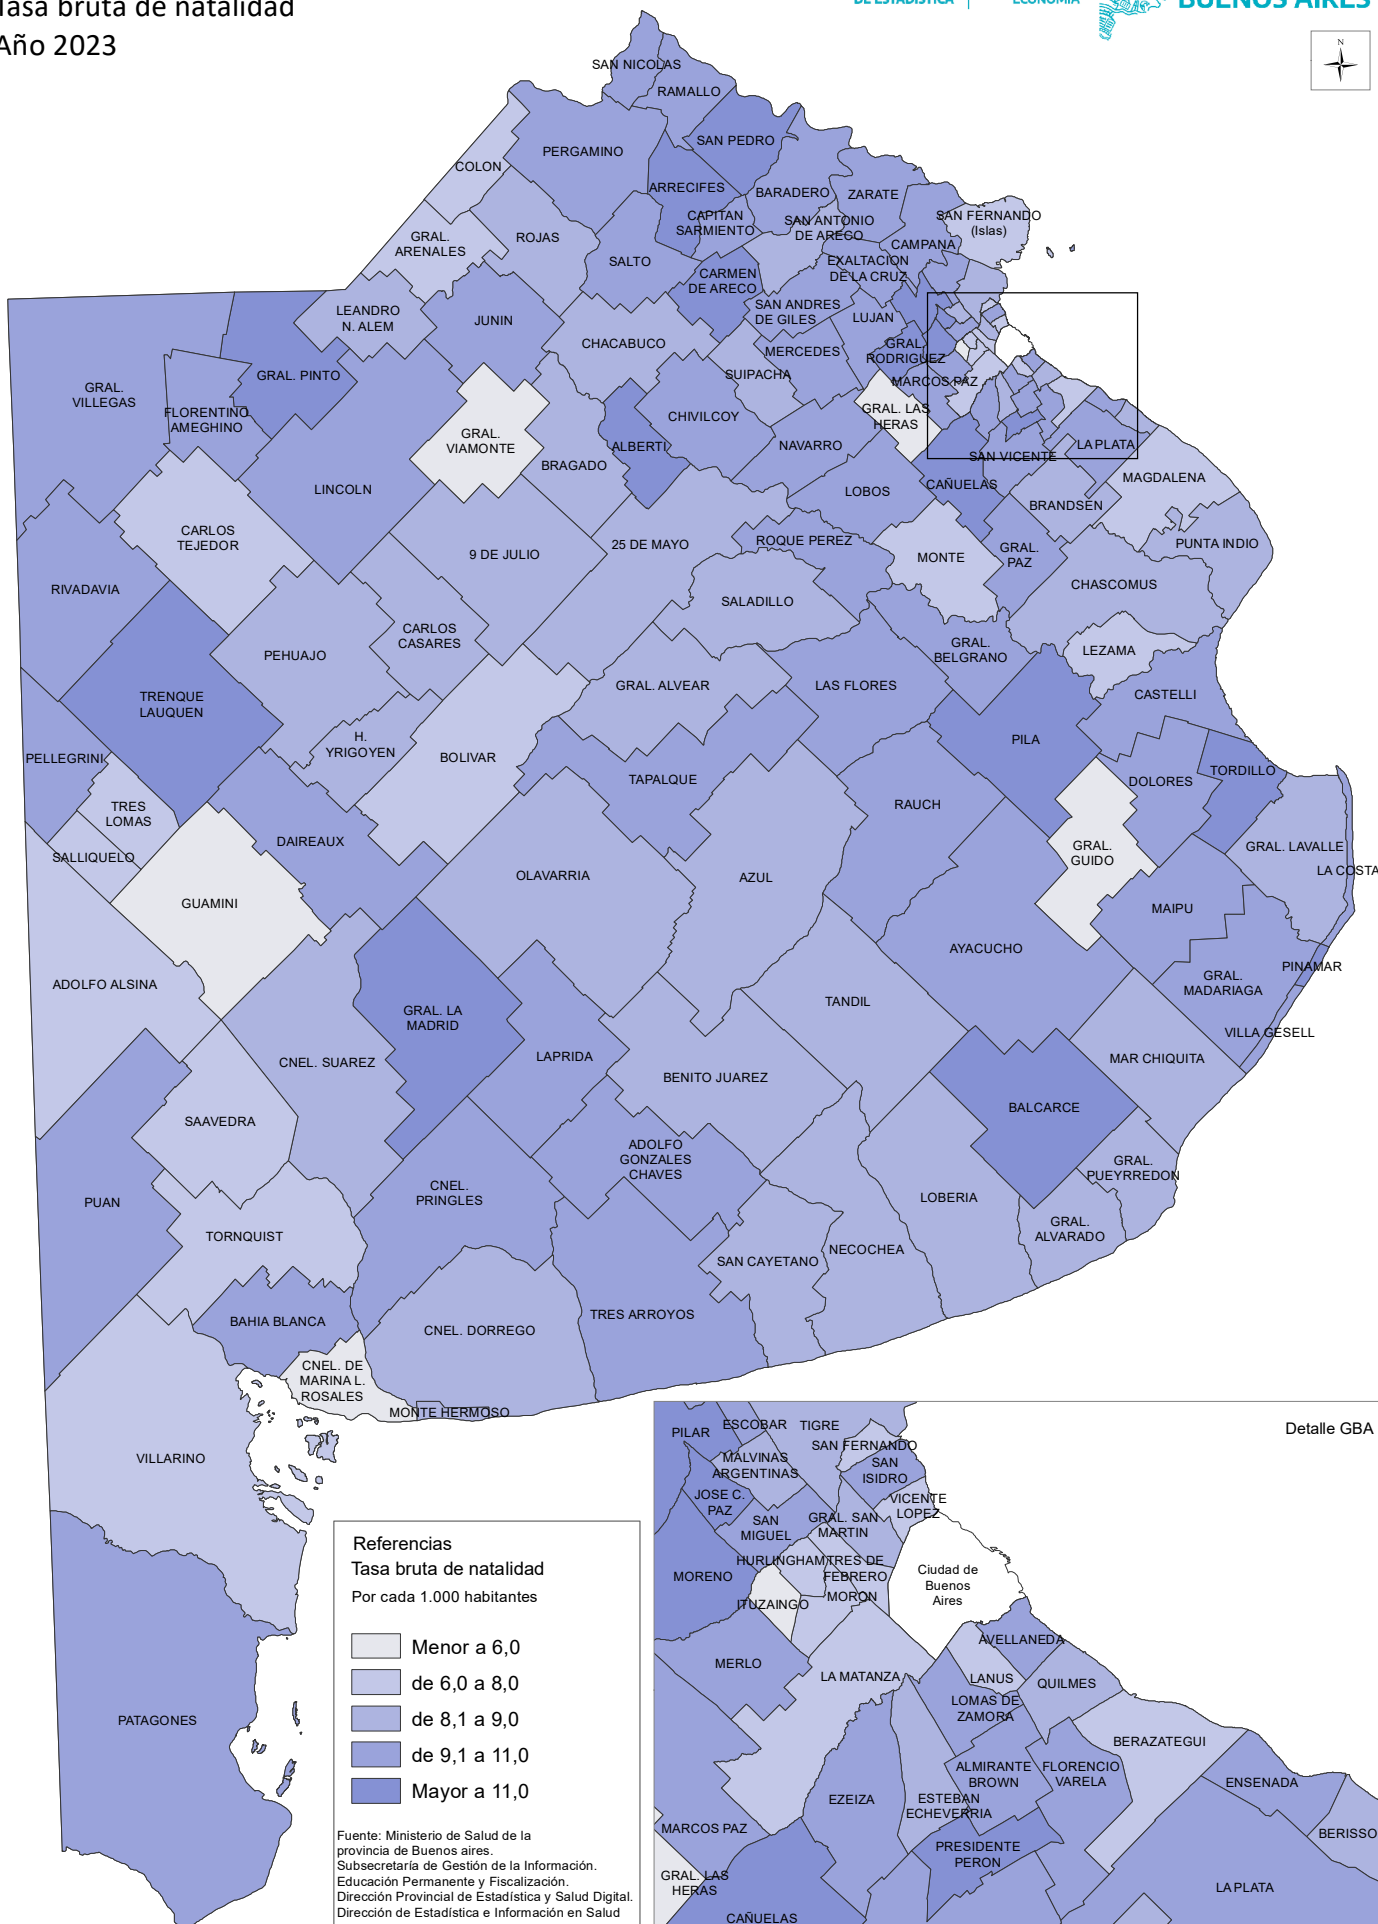 Tasa bruta de natalidad
Año 2023
DE ESTADÍSTICA
ECONOMÍA
BUENOS AIRES
N
SAN NICOLAS
RAMALLO
SAN PEDRO
COLON
PERGAMINO
ARRECIFES
BARADERO
ZARATE
CAPITAN
SARMIENTO
SAN ANTONIO
DE ARECO
SAN FERNANDO
(Islas)
GRAL.
ARENALES
ROJAS
SALTO
CAMPANA
EXALTACION
DE LA CRUZ
CARMEN
DE ARECO
LEANDRO
N. ALEM
JUNIN
SAN ANDRES
DE GILES
LUJAN
CHACABUCO
MERCEDES
GRAL.
RODRIGUEZ
GRAL.
VILLEGAS
GRAL. PINTO
SUIPACHA
MARCOS PAZ
FLORENTINO
AMEGHINO
CHIVILCOY
GRAL. LAS
HERAS
GRAL.
VIAMONTE
ALBERTI
NAVARRO
LA PLATA
SAN VICENTE
BRAGADO
LINCOLN
LOBOS
CAÑUELAS
MAGDALENA
BRANDSEN
CARLOS
TEJEDOR
9 DE JULIO
25 DE MAYO
ROQUE PEREZ
MONTE
GRAL.
PAZ
PUNTA INDIO
RIVADAVIA
SALADILLO
CHASCOMUS
CARLOS
CASARES
PEHUAJO
GRAL.
BELGRANO
LEZAMA
TRENQUE
LAUQUEN
GRAL. ALVEAR
LAS FLORES
CASTELLI
H.
YRIGOYEN
PILA
PELLEGRINI
BOLIVAR
TAPALQUE
DOLORES
TORDILLO
TRES
LOMAS
RAUCH
DAIREAUX
SALLIQUELO
GRAL.
GUIDO
GRAL. LAVALLE
LA COSTA
OLAVARRIA
AZUL
GUAMINI
MAIPU
AYACUCHO
ADOLFO ALSINA
PINAMAR
GRAL.
MADARIAGA
TANDIL
GRAL. LA
MADRID
VILLA GESELL
CNEL. SUAREZ
LAPRIDA
MAR CHIQUITA
BENITO JUAREZ
BALCARCE
SAAVEDRA
ADOLFO
GONZALES
CHAVES
GRAL.
PUEYRREDON
PUAN
CNEL.
PRINGLES
LOBERIA
TORNQUIST
GRAL.
ALVARADO
NECOCHEA
SAN CAYETANO
BAHIA BLANCA
TRES ARROYOS
CNEL. DORREGO
CNEL. DE
MARINA L.
ROSALES
MONTE HERMOSO
VILLARINO
PATAGONES
Detalle GBA
PILAR
ESCOBAR
TIGRE
SAN FERNANDO
MALVINAS
ARGENTINAS
SAN
ISIDRO
JOSE C.
PAZ
VICENTE
LOPEZ
SAN
MIGUEL
GRAL. SAN
MARTIN
HURLINGHAM
TRES DE
FEBRERO
MORENO
Ciudad de
Buenos
Aires
ITUZAINGO
MORON
AVELLANEDA
MERLO
LA MATANZA
LANUS
QUILMES
LOMAS DE
ZAMORA
BERAZATEGUI
ALMIRANTE
BROWN
FLORENCIO
VARELA
ENSENADA
EZEIZA
ESTEBAN
ECHEVERRIA
MARCOS PAZ
BERISSO
PRESIDENTE
PERON
GRAL. LAS
HERAS
LA PLATA
CAÑUELAS
Referencias
Tasa bruta de natalidad
Por cada 1.000 habitantes
Menor a 6,0
de 6,0 a 8,0
de 8,1 a 9,0
de 9,1 a 11,0
Mayor a 11,0
Fuente: Ministerio de Salud de la
provincia de Buenos aires.
Subsecretaría de Gestión de la Información.
Educación Permanente y Fiscalización.
Dirección Provincial de Estadística y Salud Digital.
Dirección de Estadística e Información en Salud